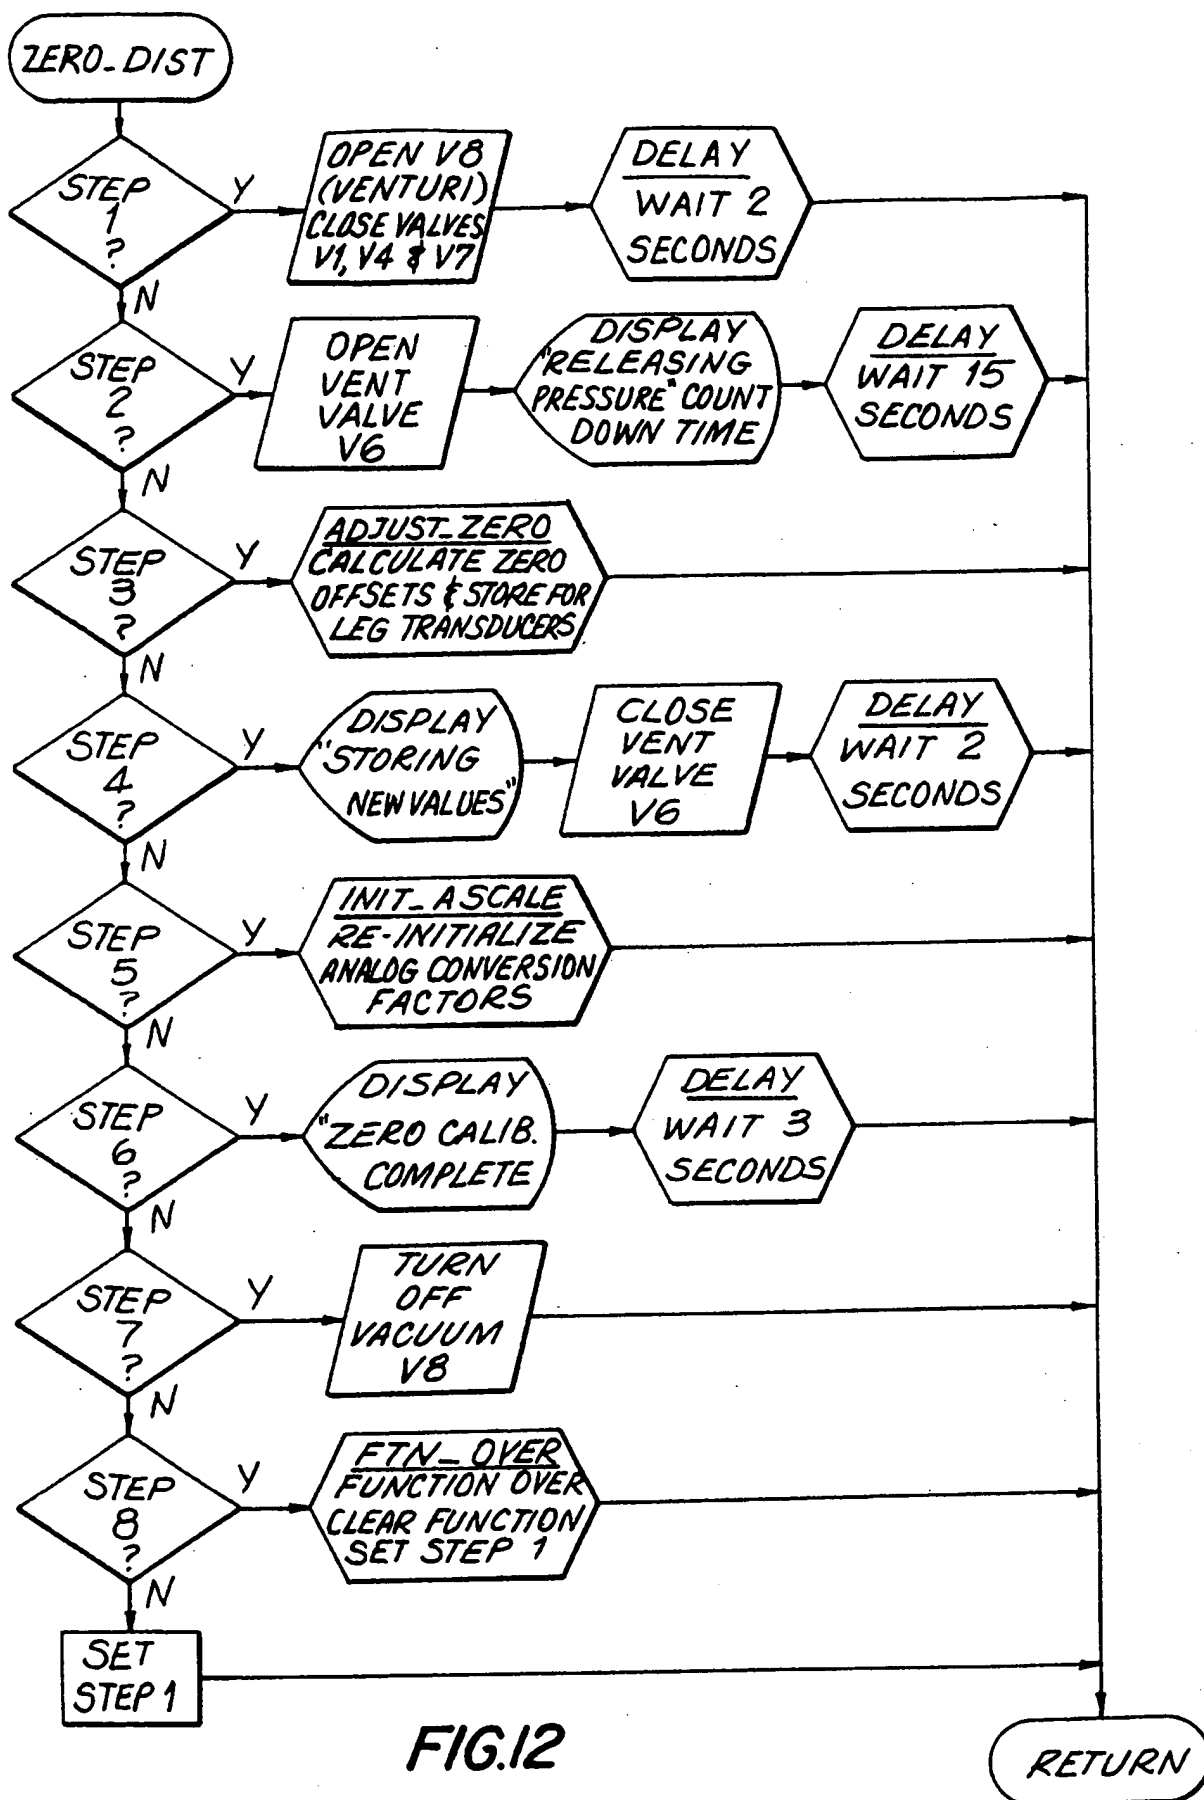 ZERO_DIST
STEP
1
?
Y
OPEN V8
(VENTURI)
CLOSE VALVES
V1, V4 & V7
DELAY
WAIT 2
SECONDS
N
STEP
2
?
Y
OPEN
VENT
VALVE
V6
DISPLAY
"RELEASING
PRESSURE" COUNT
DOWN TIME
DELAY
WAIT 15
SECONDS
N
STEP
3
?
Y
ADJUST_ZERO
CALCULATE ZERO
OFFSETS & STORE FOR
LEG TRANSDUCERS
N
STEP
4
?
Y
DISPLAY
"STORING
NEW VALUES"
CLOSE
VENT
VALVE
V6
DELAY
WAIT 2
SECONDS
N
STEP
5
?
Y
INIT_ASCALE
RE-INITIALIZE
ANALOG CONVERSION
FACTORS
N
STEP
6
?
Y
DISPLAY
"ZERO CALIB.
COMPLETE
DELAY
WAIT 3
SECONDS
N
STEP
7
?
Y
TURN
OFF
VACUUM
V8
N
STEP
8
?
Y
FTN_OVER
FUNCTION OVER
CLEAR FUNCTION
SET STEP 1
N
SET
STEP 1
FIG.12
RETURN